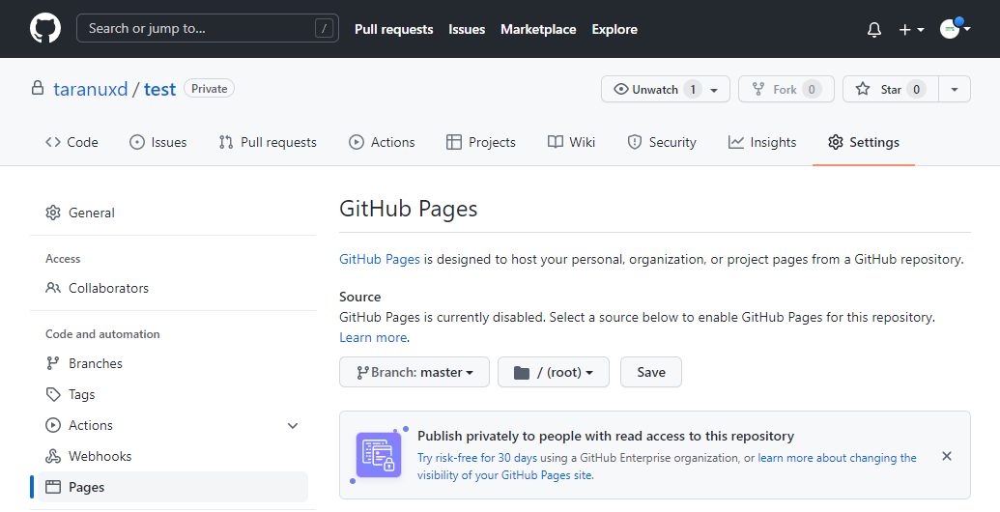 Search or jump to... /
Pull requests Issues Marketplace Explore
taranuxd / test Private
Unwatch 1 Fork 0 Star 0
Code Issues Pull requests Actions Projects Wiki Security Insights Settings
General
Access
Collaborators
Code and automation
Branches
Tags
Actions
Webhooks
Pages
GitHub Pages
GitHub Pages is designed to host your personal, organization, or project pages from a GitHub repository.
Source
GitHub Pages is currently disabled. Select a source below to enable GitHub Pages for this repository.
Learn more.
Branch: master / (root) Save
Publish privately to people with read access to this repository
Try risk-free for 30 days using a GitHub Enterprise organization, or learn more about changing the
visibility of your GitHub Pages site.